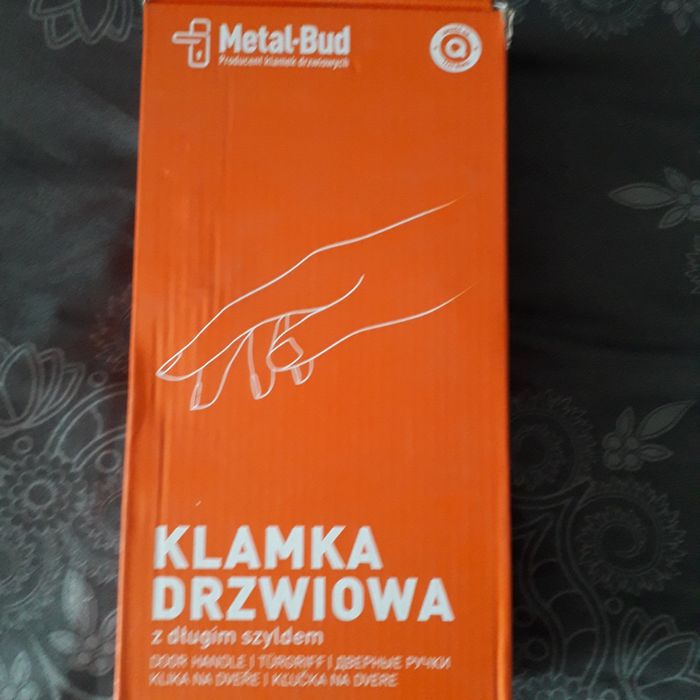 Metal-Bud
Producent klamek drzwiowych
KLAMKA
DRZWIOWA
z długim szyldem
DOOR HANDLE | TÜRGRIFF | ДВЕРНЫЕ РУЧКИ
KLIKA NA DVEŘE | KĽUČKA NA DVERE